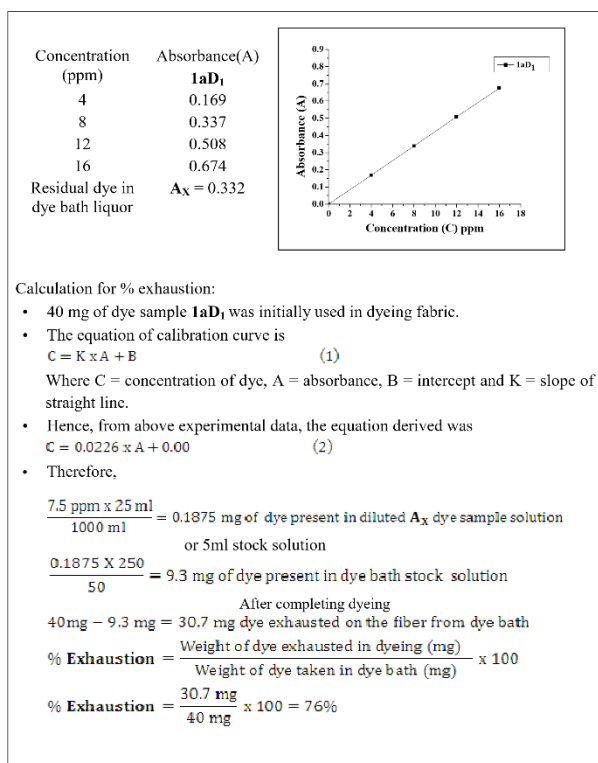 Concentration Absorbance(A)
(ppm) 1aD₁
4 0.169
8 0.337
12 0.508
16 0.674
Residual dye in Aₓ = 0.332
dye bath liquor
0.9
0.8
0.7
0.6
0.5
0.4
0.3
0.2
0.1
0.0
0 2 4 6 8 10 12 14 16 18
Absorbance (A)
Concentration (C) ppm
1aD₁
Calculation for % exhaustion:
• 40 mg of dye sample 1aD₁ was initially used in dyeing fabric.
• The equation of calibration curve is
C = K x A + B (1)
Where C = concentration of dye, A = absorbance, B = intercept and K = slope of
straight line.
• Hence, from above experimental data, the equation derived was
C = 0.0226 x A + 0.00 (2)
• Therefore,
7.5 ppm x 25 ml
1000 ml
= 0.1875 mg of dye present in diluted Aₓ dye sample solution
or 5ml stock solution
0.1875 X 250
50
= 9.3 mg of dye present in dye bath stock solution
After completing dyeing
40mg − 9.3 mg = 30.7 mg dye exhausted on the fiber from dye bath
% Exhaustion =
Weight of dye exhausted in dyeing (mg)
Weight of dye taken in dye bath (mg)
x 100
% Exhaustion =
30.7 mg
40 mg
x 100 = 76%